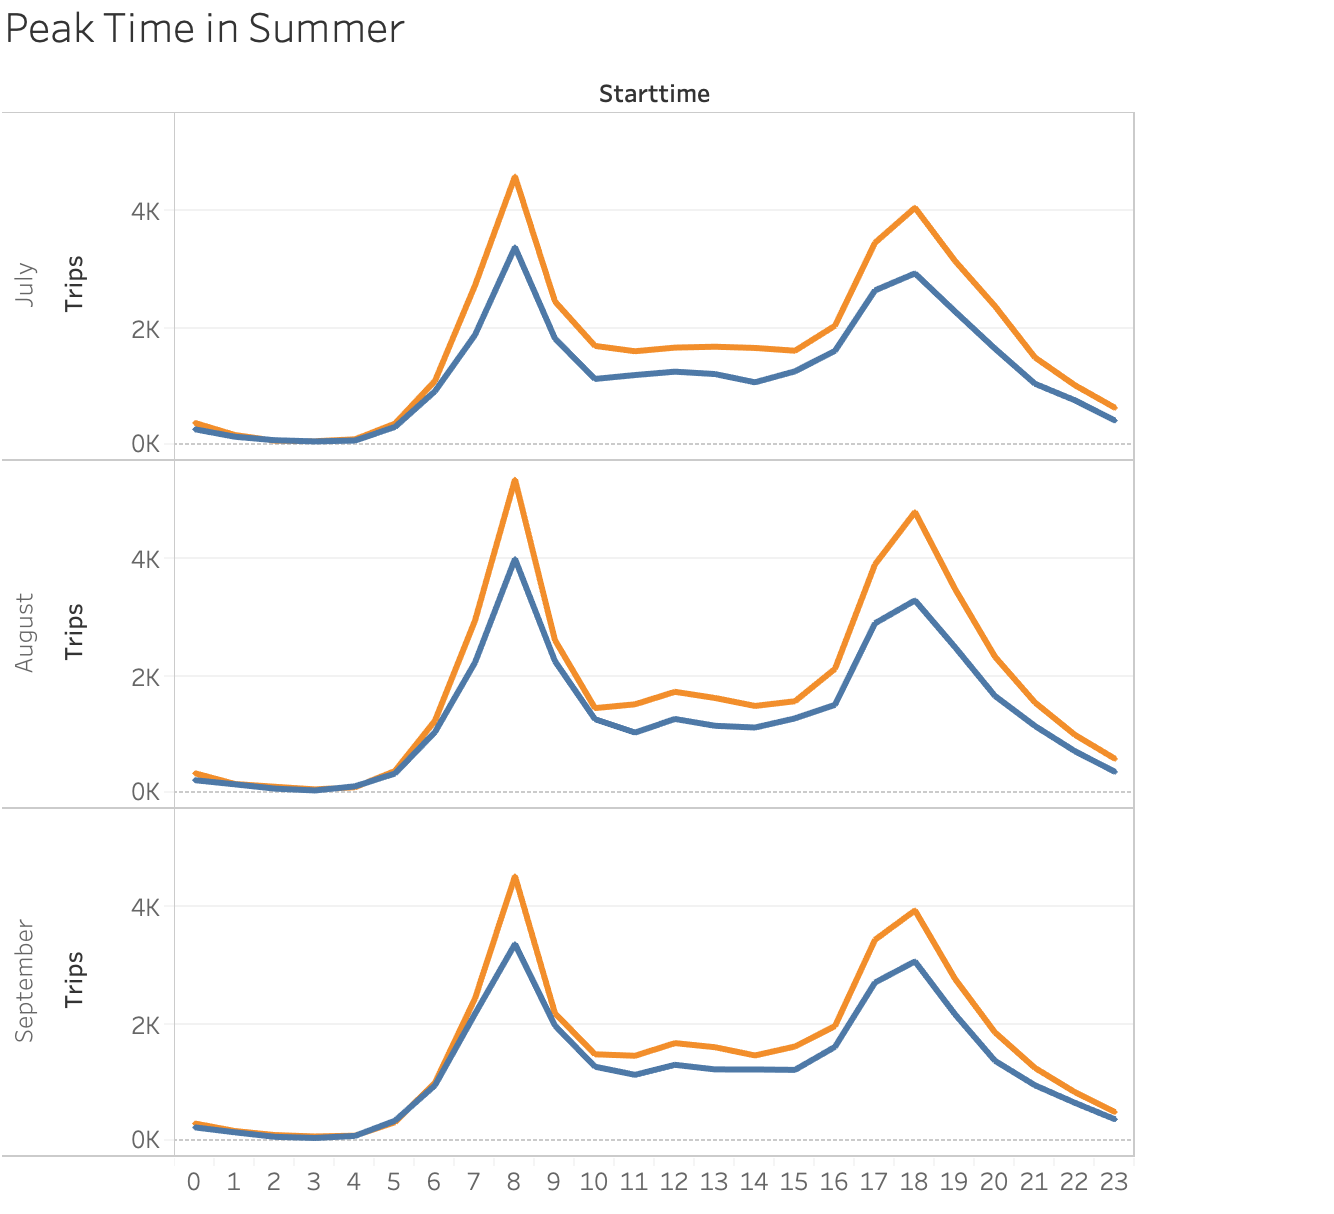 Peak Time in Summer
Starttime
July
Trips
4K
2K
0K
August
Trips
4K
2K
0K
September
Trips
4K
2K
0K
0 1 2 3 4 5 6 7 8 9 10 11 12 13 14 15 16 17 18 19 20 21 22 23